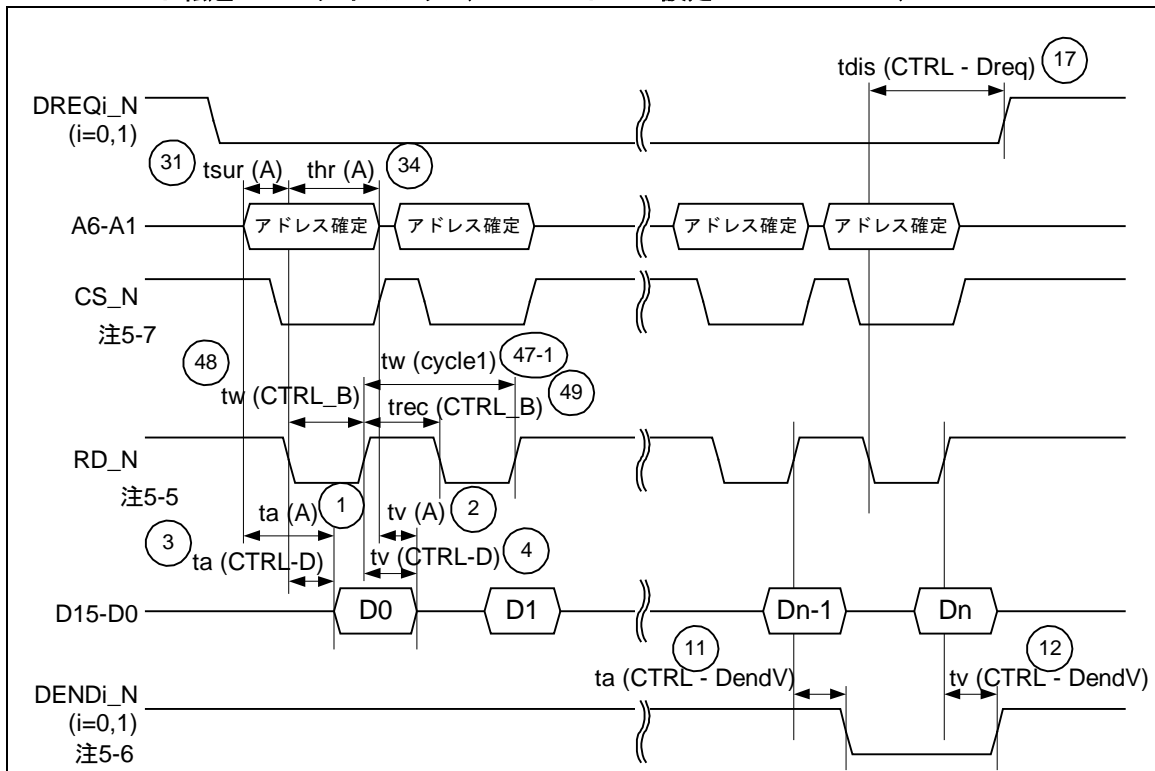 tdis (CTRL - Dreq) 17
DREQi_N
(i=0,1)
31 tsur (A) thr (A) 34
A6-A1 アドレス確定 アドレス確定 アドレス確定 アドレス確定
CS_N
注5-7
48 tw (cycle1) 47-1
tw (CTRL_B) trec (CTRL_B) 49
RD_N
注5-5
ta (A) 1 tv (A) 2
3 ta (CTRL-D) tv (CTRL-D) 4
D15-D0 D0 D1 Dn-1 Dn
11 12
ta (CTRL - DendV) tv (CTRL - DendV)
DENDi_N
(i=0,1)
注5-6